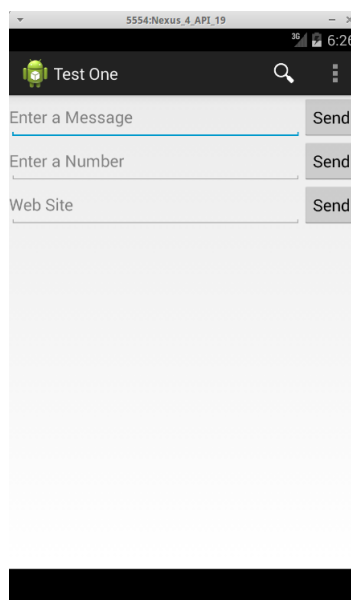 5554:Nexus_4_API_19
3G 6:26
Test One
Enter a Message Send
Enter a Number Send
Web Site Send